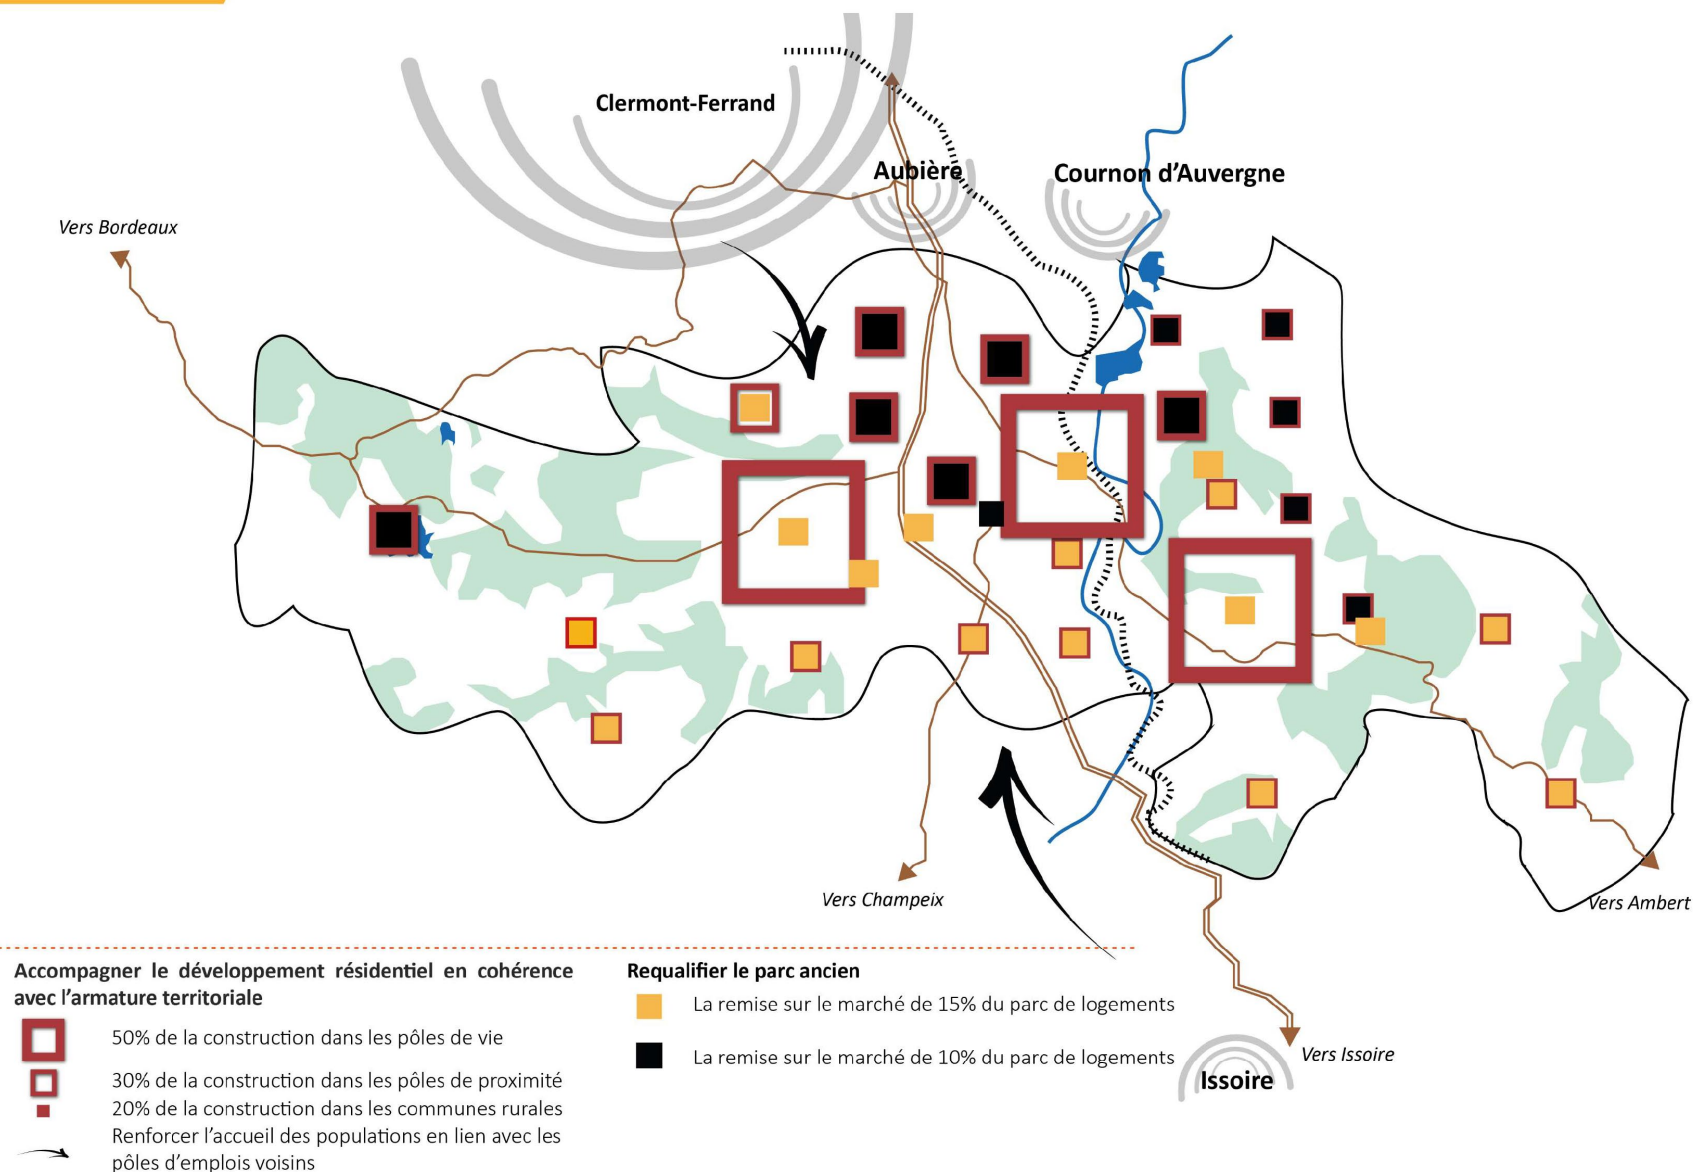 Clermont-Ferrand
Aubière
Cournon d'Auvergne
Vers Bordeaux
Vers Champeix
Vers Ambert
Vers Issoire
Issoire
Accompagner le développement résidentiel en cohérence
avec l'armature territoriale
50% de la construction dans les pôles de vie
30% de la construction dans les pôles de proximité
20% de la construction dans les communes rurales
Renforcer l'accueil des populations en lien avec les
pôles d'emplois voisins
Requalifier le parc ancien
La remise sur le marché de 15% du parc de logements
La remise sur le marché de 10% du parc de logements